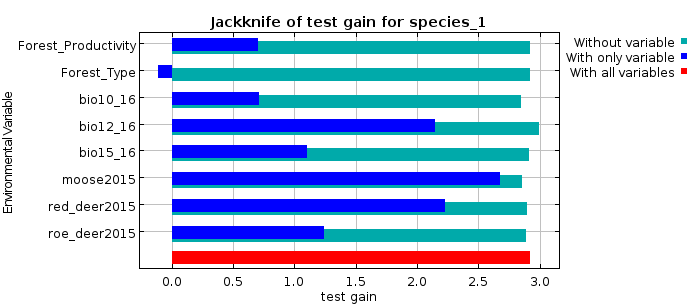 Jackknife of test gain for species_1
Environmental Variable
Forest_Productivity
Forest_Type
bio10_16
bio12_16
bio15_16
moose2015
red_deer2015
roe_deer2015
Without variable
With only variable
With all variables
0.0 0.5 1.0 1.5 2.0 2.5 3.0
test gain